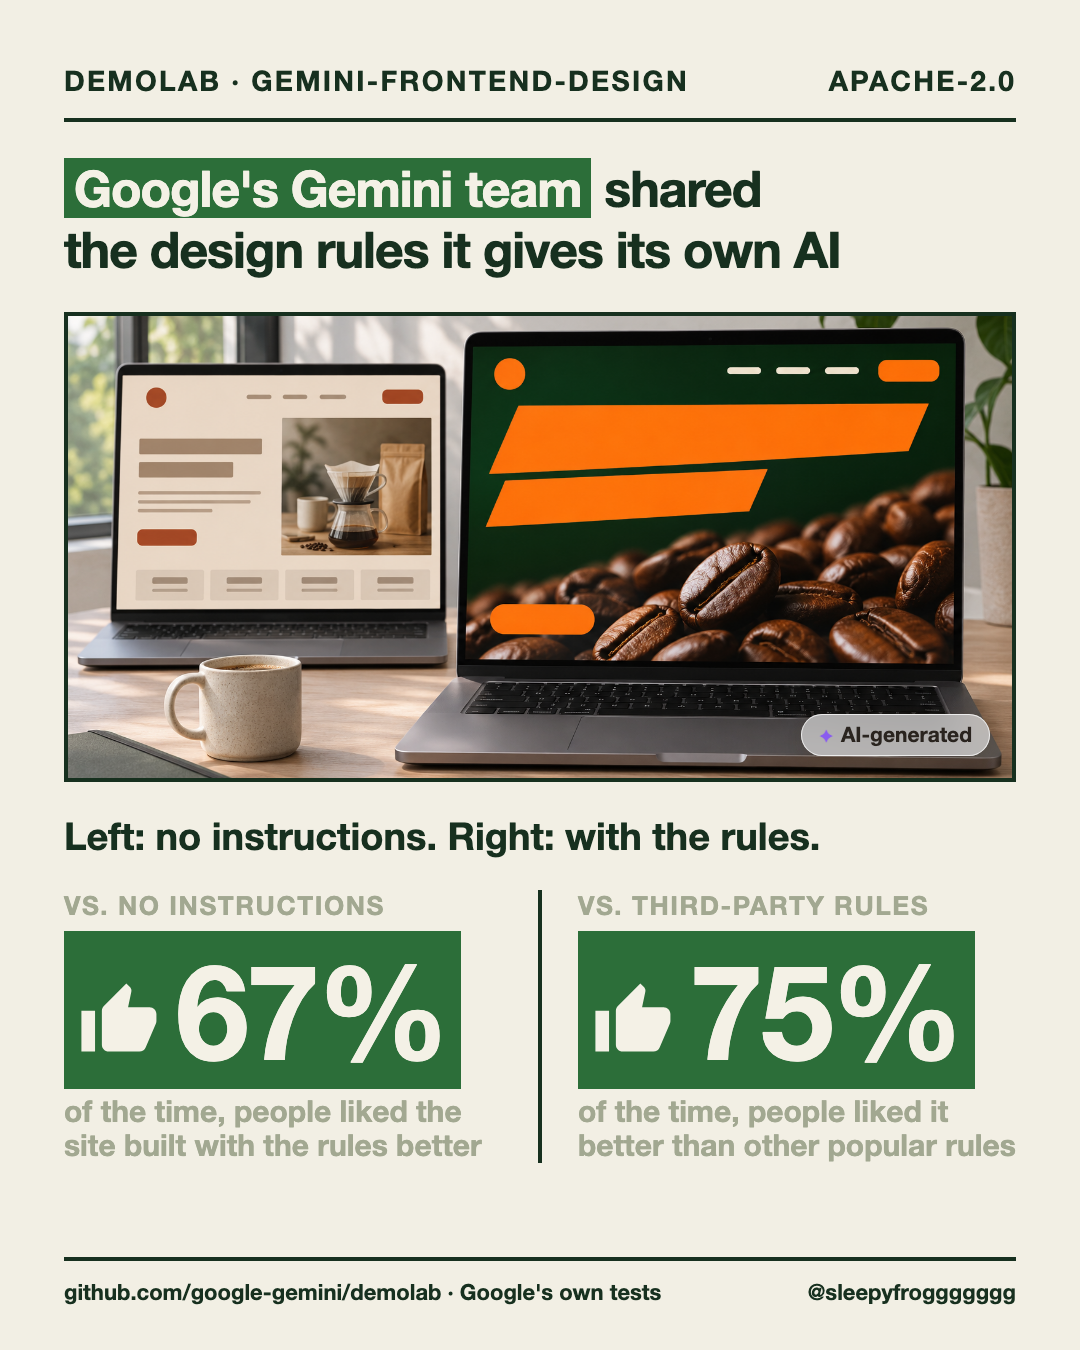 DEMOLAB · GEMINI-FRONTEND-DESIGN
APACHE-2.0
Google's Gemini team shared
the design rules it gives its own AI
AI-generated
Left: no instructions. Right: with the rules.
VS. NO INSTRUCTIONS
67%
of the time, people liked the
site built with the rules better
VS. THIRD-PARTY RULES
75%
of the time, people liked it
better than other popular rules
github.com/google-gemini/demolab · Google's own tests
@sleepyfrogggggggg